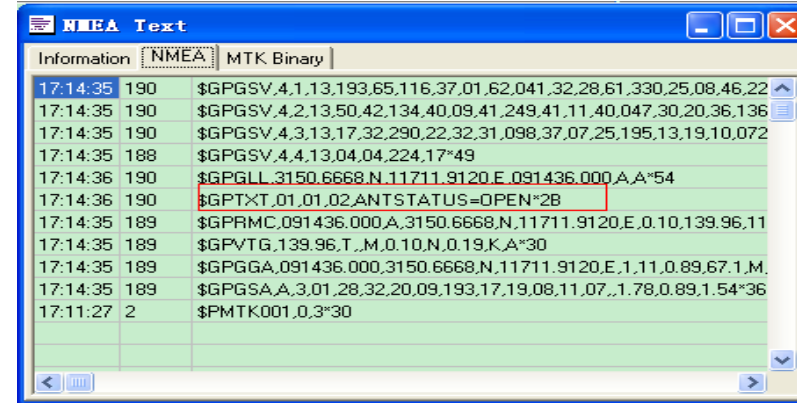 NMEA Text
Information NMEA MTK Binary
17:14:35 190 $GPGSV,4,1,13,193,65,116,37,01,62,041,32,28,61,330,25,08,46,22
17:14:35 190 $GPGSV,4,2,13,50,42,134,40,09,41,249,41,11,40,047,30,20,36,136
17:14:35 190 $GPGSV,4,3,13,17,32,290,22,32,31,098,37,07,25,195,13,19,10,072
17:14:35 188 $GPGSV,4,4,13,04,04,224,17*49
17:14:36 190 $GPGLL,3150.6668,N,11711.9120,E,091436.000,A,A*54
17:14:36 190 $GPTXT,01,01,02,ANTSTATUS=OPEN*2B
17:14:35 189 $GPRMC,091436.000,A,3150.6668,N,11711.9120,E,0.10,139.96,11
17:14:35 189 $GPVTG,139.96,T,,M,0.10,N,0.19,K,A*30
17:14:35 189 $GPGGA,091436.000,3150.6668,N,11711.9120,E,1,11,0.89,67.1,M,
17:14:35 189 $GPGSA,A,3,01,28,32,20,09,193,17,19,08,11,07,,1.78,0.89,1.54*36
17:11:27 2 $PMTK001,0,3*30